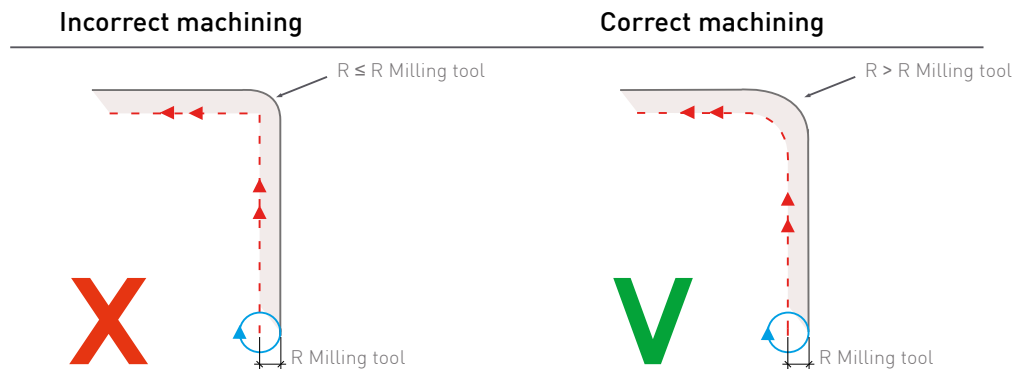 Incorrect machining
Correct machining
R ≤ R Milling tool
R > R Milling tool
X
V
R Milling tool
R Milling tool